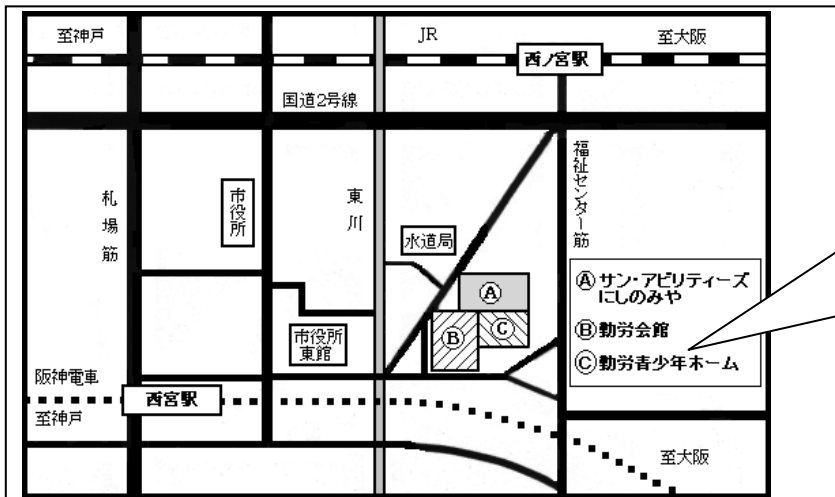 至神戸
JR
至大阪
西ノ宮駅
国道2号線
札場筋
市役所
東川
水道局
福祉センター筋
Ⓐサン・アビリティーズ
にしのみや
Ⓑ勤労会館
Ⓒ勤労青少年ホーム
Ⓐ
Ⓑ
Ⓒ
市役所
東館
阪神電車
西宮駅
至神戸
至大阪